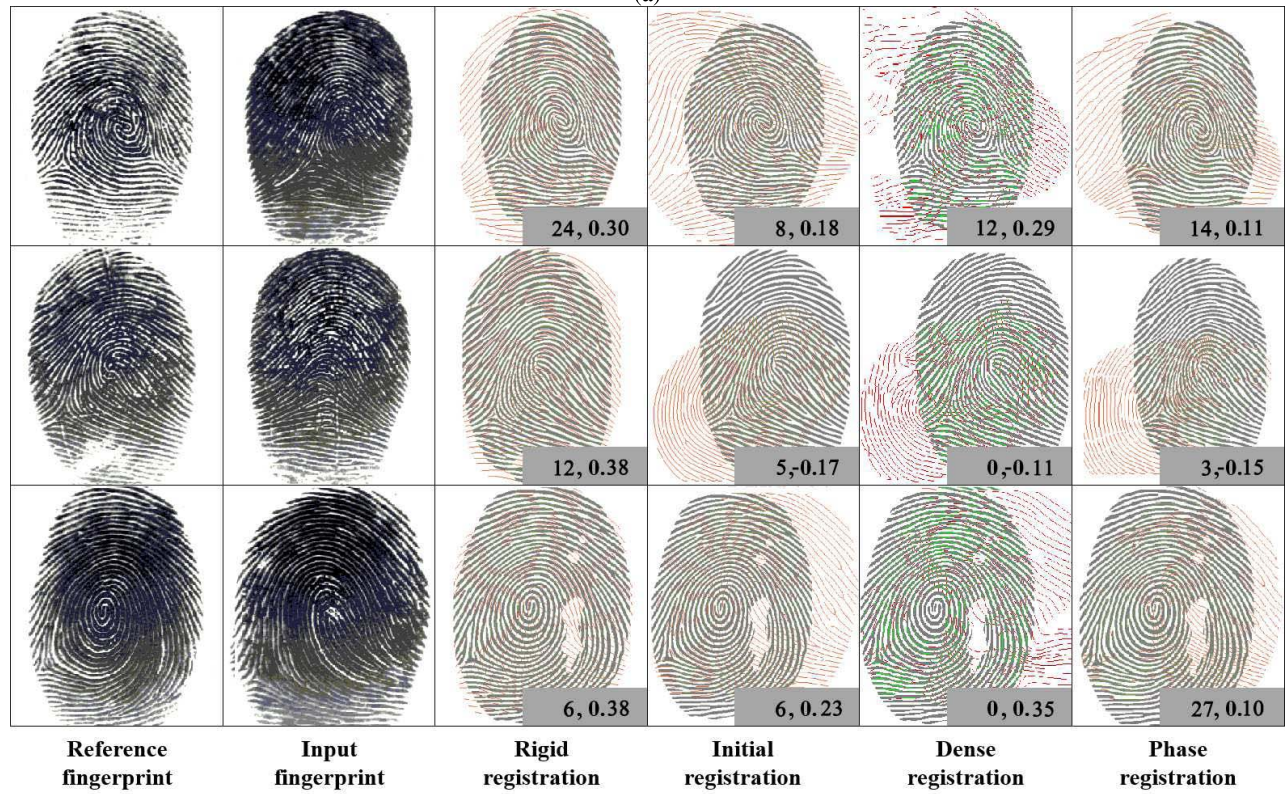 (a)
24, 0.30
8, 0.18
12, 0.29
14, 0.11
12, 0.38
5,-0.17
0,-0.11
3,-0.15
6, 0.38
6, 0.23
0, 0.35
27, 0.10
Reference fingerprint
Input fingerprint
Rigid registration
Initial registration
Dense registration
Phase registration